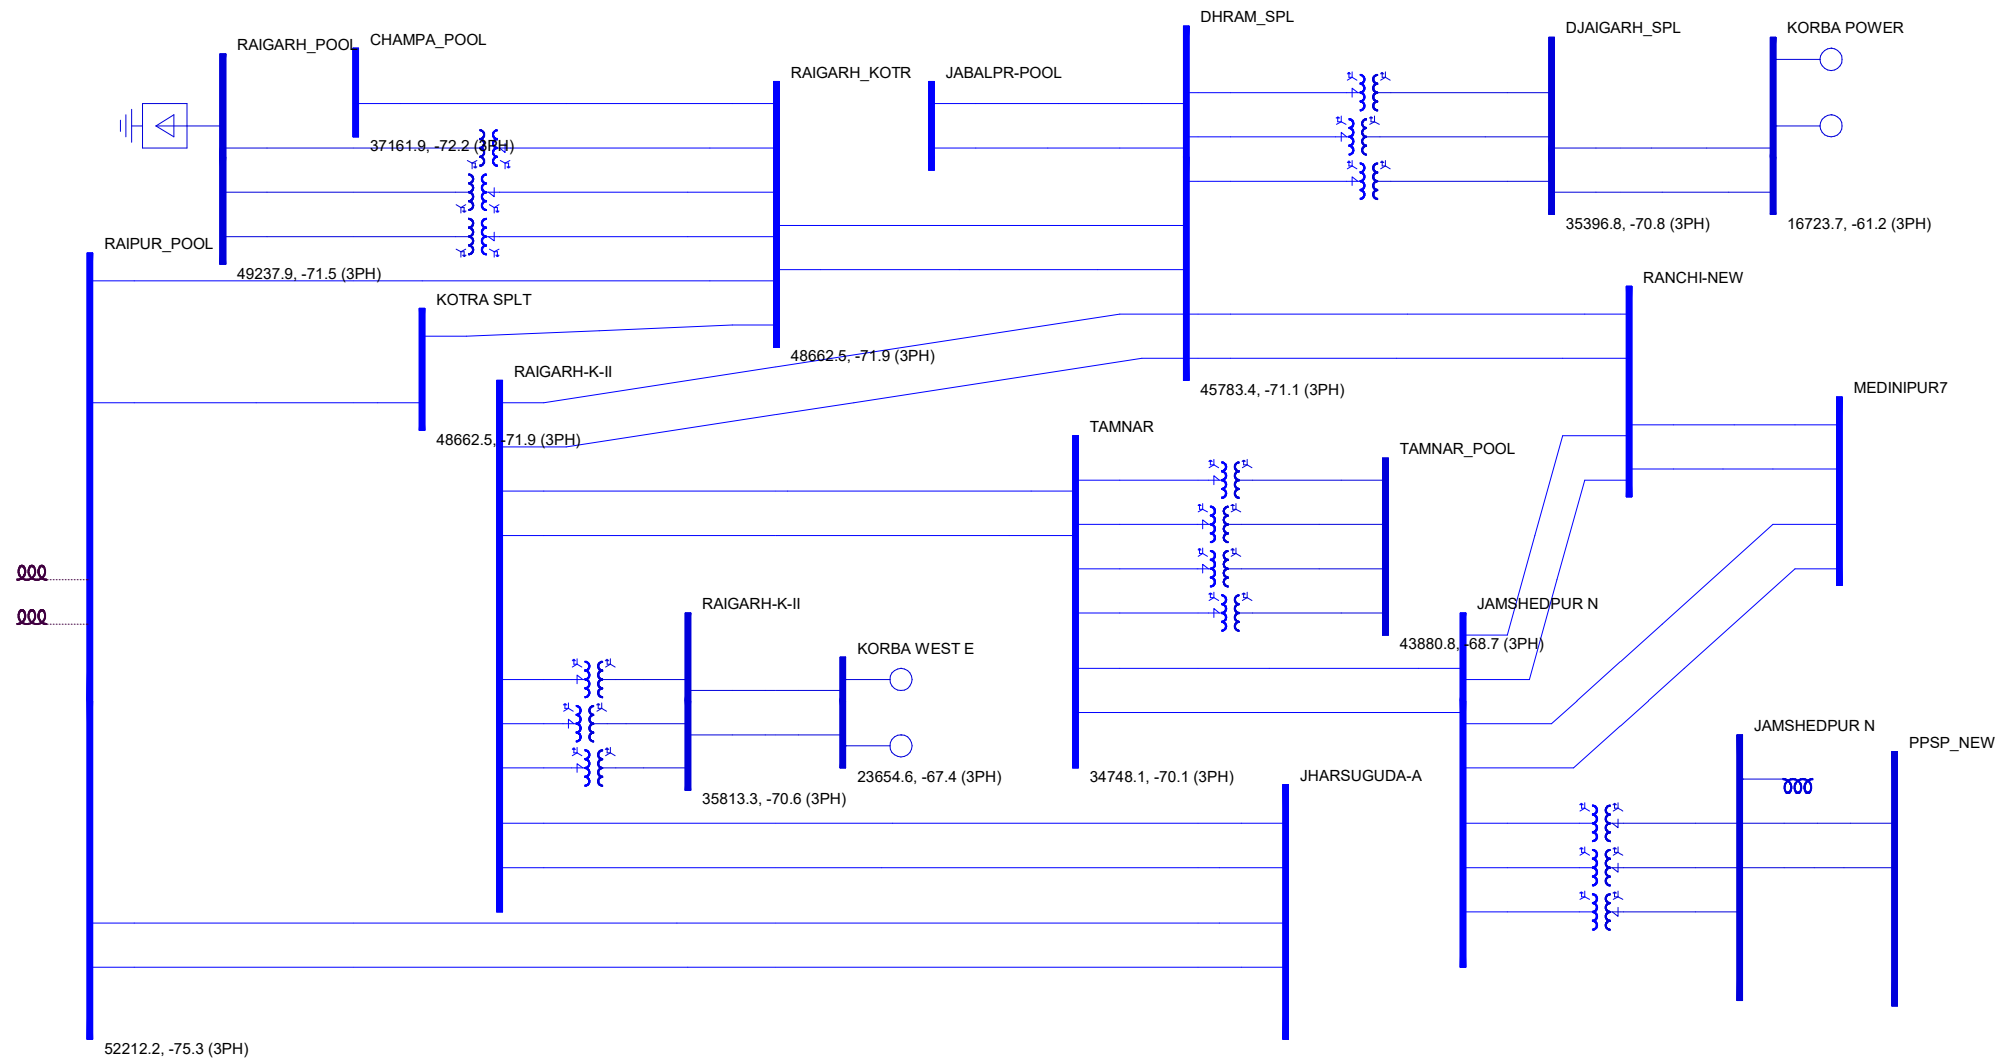 DHRAM_SPL
DJAIGARH_SPL
KORBA POWER
RAIGARH_POOL
CHAMPA_POOL
RAIGARH_KOTR
JABALPR-POOL
37161.9, -72.2 (3PH)
35396.8, -70.8 (3PH)
16723.7, -61.2 (3PH)
RAIPUR_POOL
49237.9, -71.5 (3PH)
RANCHI-NEW
KOTRA SPLT
48662.5, -71.9 (3PH)
RAIGARH-K-II
45783.4, -71.1 (3PH)
MEDINIPUR7
48662.5, -71.9 (3PH)
TAMNAR
TAMNAR_POOL
RAIGARH-K-II
JAMSHEDPUR N
43880.8, -68.7 (3PH)
KORBA WEST E
JAMSHEDPUR N
PPSP_NEW
23654.6, -67.4 (3PH)
34748.1, -70.1 (3PH)
JHARSUGUDA-A
35813.3, -70.6 (3PH)
52212.2, -75.3 (3PH)